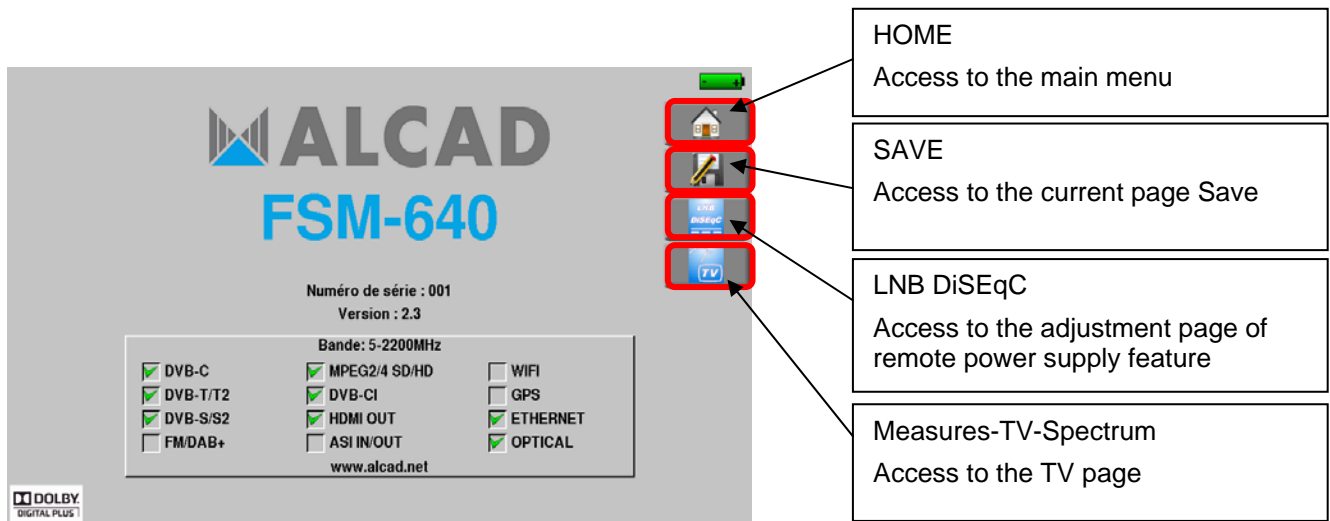 HOME
Access to the main menu
SAVE
Access to the current page Save
LNB DiSEqC
Access to the adjustment page of
remote power supply feature
Measures-TV-Spectrum
Access to the TV page
- +
LNB
DiSEqC
TV
ALCAD
FSM-640
Numéro de série : 001
Version : 2.3
Bande: 5-2200MHz
DVB-C MPEG2/4 SD/HD WIFI
DVB-T/T2 DVB-CI GPS
DVB-S/S2 HDMI OUT ETHERNET
FM/DAB+ ASI IN/OUT OPTICAL
www.alcad.net
DOLBY.
DIGITAL PLUS